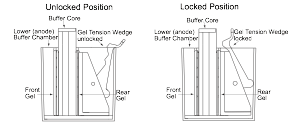 Unlocked Position
Buffer Core
Lower (anode)
Buffer Chamber
Gel Tension Wedge
unlocked
Front
Gel
Rear
Gel
Locked Position
Buffer Core
Lower (anode)
Buffer Chamber
Gel Tension Wedge
locked
Front
Gel
Rear
Gel